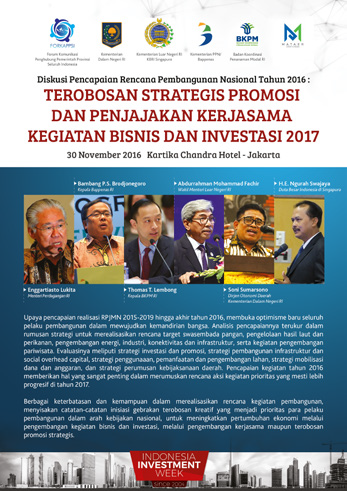 FORKAPPSI
Forum Komunikasi
Penghubung Pemerintah Provinsi
Seluruh Indonesia
Kementerian
Dalam Negeri RI
Kementerian Luar Negeri RI
KBRI Singapura
Kementerian PPN/
Bappenas
BKPM
Badan Koordinasi
Penanaman Modal RI
Diskusi Pencapaian Rencana Pembangunan Nasional Tahun 2016 :
TEROBOSAN STRATEGIS PROMOSI
DAN PENJAJAKAN KERJASAMA
KEGIATAN BISNIS DAN INVESTASI 2017
30 November 2016 Kartika Chandra Hotel - Jakarta
Bambang P.S. Brodjonegoro
Kepala Bappenas RI
Abdurrahman Mohammad Fachir
Wakil Menteri Luar Negeri RI
H.E. Ngurah Swajaya
Duta Besar Indonesia di Singapura
Enggartiasto Lukita
Menteri Perdagangan RI
Thomas T. Lembong
Kepala BKPM RI
Soni Sumarsono
Dirjen Otonomi Daerah
Kementerian Dalam Negeri RI
Upaya pencapaian realisasi RPJMN 2015-2019 hingga akhir tahun 2016, membuka optimisme baru seluruh
pelaku pembangunan dalam mewujudkan kemandirian bangsa. Analisis pencapaiannya terukur dalam
rumusan strategi untuk merealisasikan rencana target swasembada pangan, pengelolaan hasil laut dan
perikanan, pengembangan energi, industri, konektivitas dan infrastruktur, serta kegiatan pengembangan
pariwisata. Evaluasinya meliputi strategi investasi dan promosi, strategi pembangunan infrastruktur dan
social overhead capital, strategi penggunaan, pemanfaatan dan pengembangan lahan, strategi mobilisasi
dana dan anggaran, dan strategi perumusan kebijaksanaan daerah. Pencapaian kegiatan tahun 2016
memberikan hal yang sangat penting dalam merumuskan rencana aksi kegiatan prioritas yang mesti lebih
progresif di tahun 2017.
Berbagai keterbatasan dan kemampuan dalam merealisasikan rencana kegiatan pembangunan,
menyisakan catatan-catatan inisiasi gebrakan terobosan kreatif yang menjadi prioritas para pelaku
pembangunan dalam arah kebijakan nasional, untuk meningkatkan pertumbuhan ekonomi melalui
pengembangan kegiatan bisnis dan investasi, melalui pengembangan kerjasama maupun terobosan
promosi strategis.
INDONESIA
INVESTMENT
WEEK
SINCE 2004